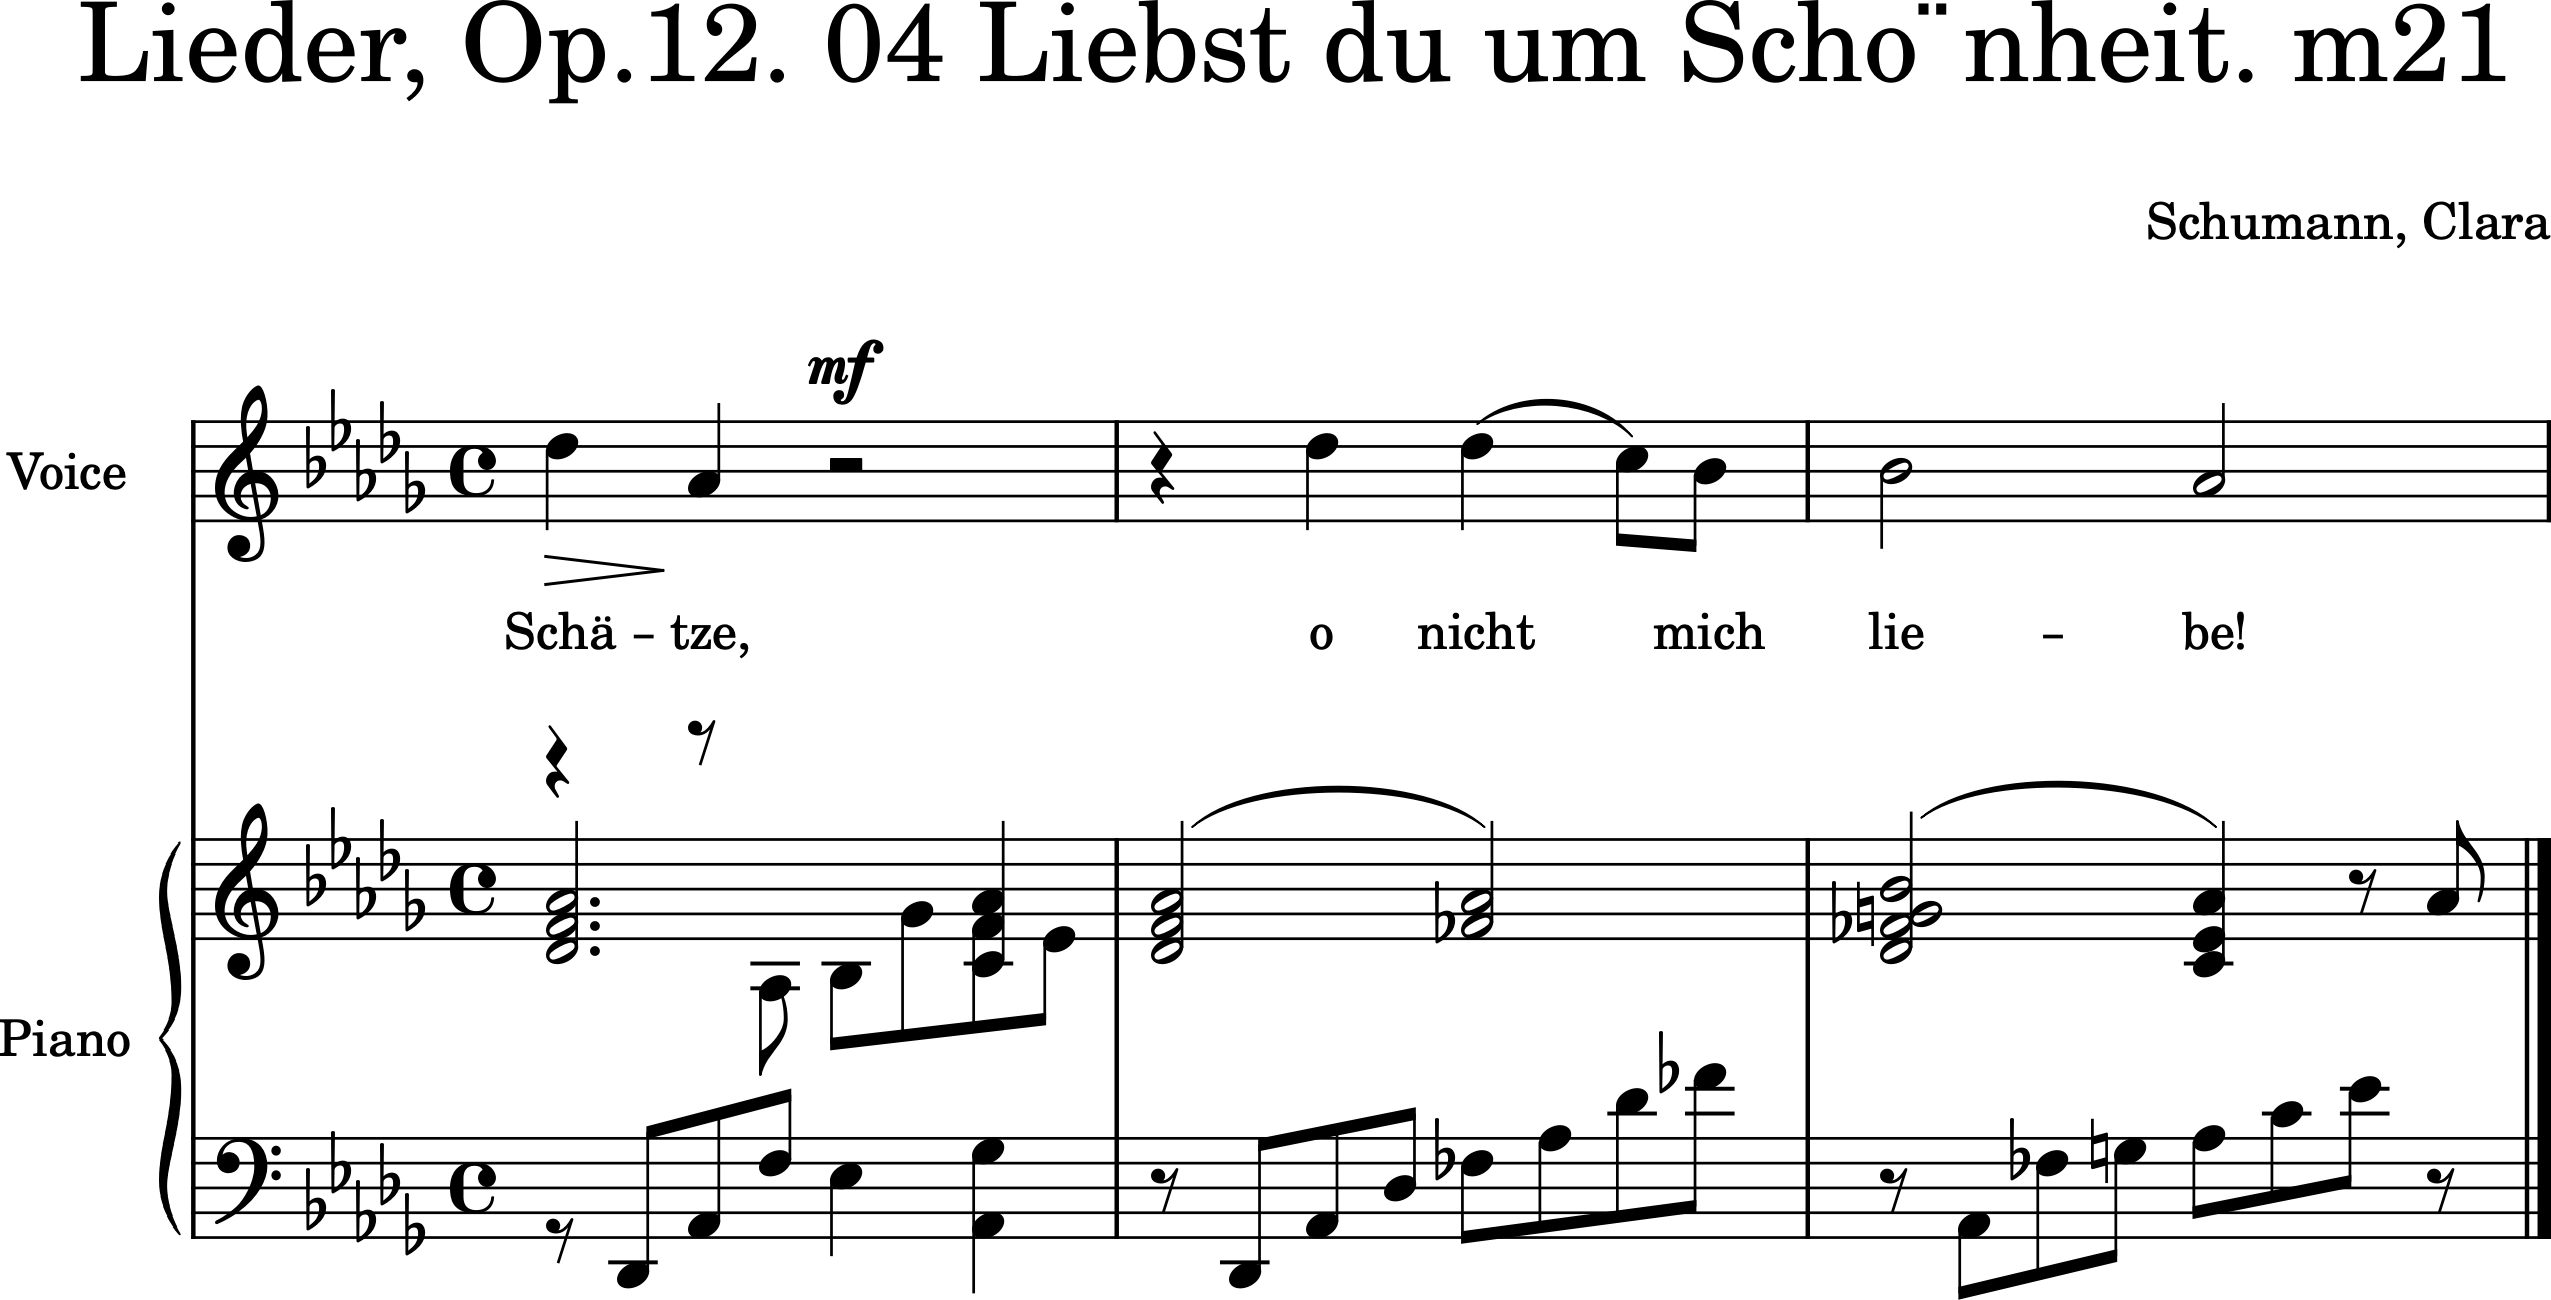 Lieder, Op.12. 04 Liebst du um Scho¨nheit. m21
Schumann, Clara
mf
Voice
Schä – tze, o nicht mich lie – be!
Piano